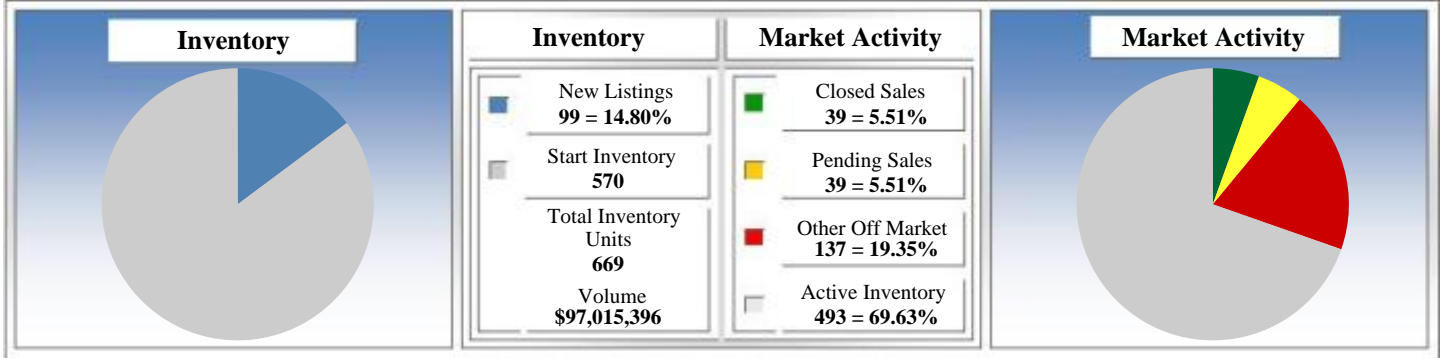 Inventory
Inventory
Market Activity
New Listings
99 = 14.80%
Start Inventory
570
Total Inventory
Units
669
Volume
$97,015,396
Closed Sales
39 = 5.51%
Pending Sales
39 = 5.51%
Other Off Market
137 = 19.35%
Active Inventory
493 = 69.63%
Market Activity